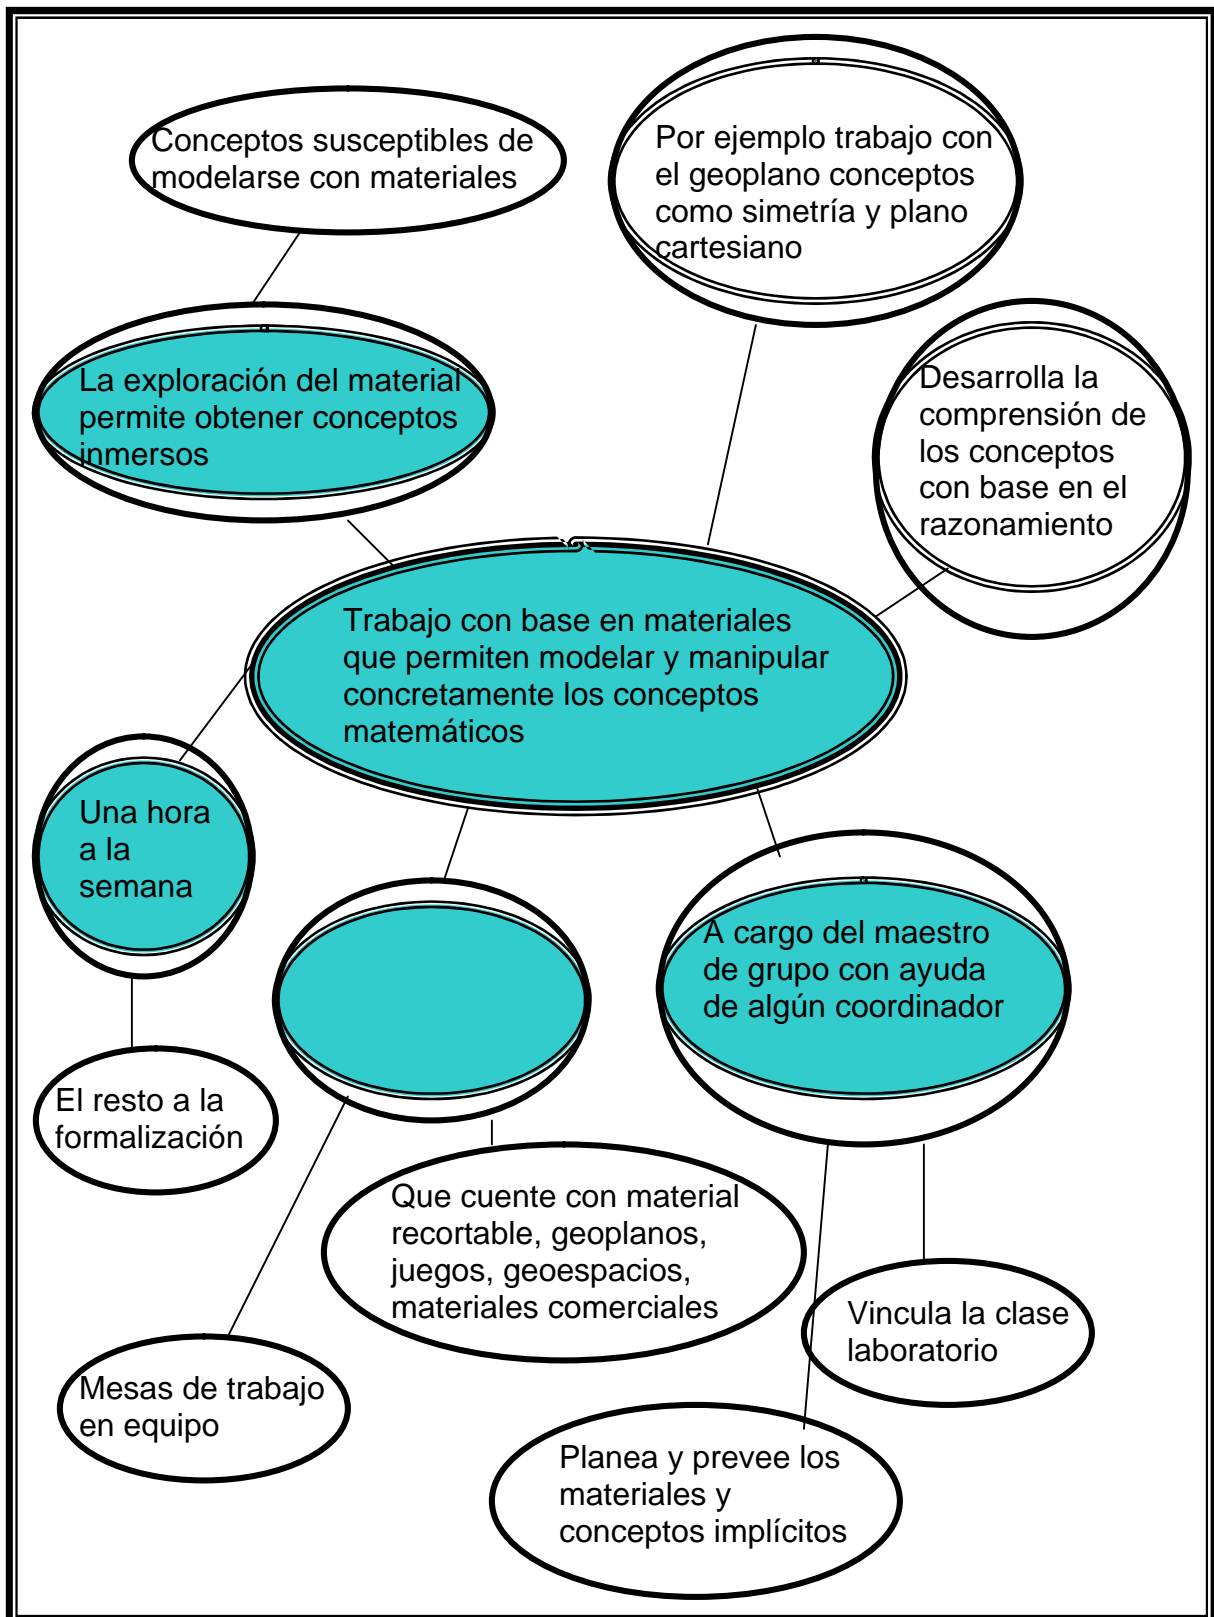 Conceptos susceptibles de
modelarse con materiales
Por ejemplo trabajo con
el geoplano conceptos
como simetría y plano
cartesiano
La exploración del material
permite obtener conceptos
inmersos
Desarrolla la
comprensión de
los conceptos
con base en el
razonamiento
Trabajo con base en materiales
que permiten modelar y manipular
concretamente los conceptos
matemáticos
Una hora
a la
semana
A cargo del maestro
de grupo con ayuda
de algún coordinador
El resto a la
formalización
Que cuente con material
recortable, geoplanos,
juegos, geoespacios,
materiales comerciales
Vincula la clase
laboratorio
Mesas de trabajo
en equipo
Planea y prevee los
materiales y
conceptos implícitos